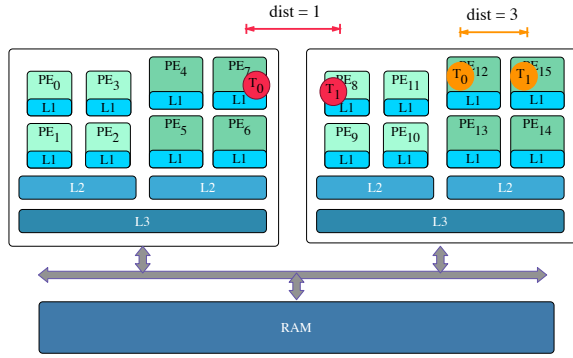 dist = 1 dist = 3
PE4 PE7 T0 PE12 T0 PE15 T1
PE0 PE3 T1 PE8 PE11
L1 L1 L1 L1 L1 L1 L1 L1
PE5 PE6 PE13 PE14
PE1 PE2 PE9 PE10
L1 L1 L1 L1 L1 L1 L1 L1
L2 L2 L2 L2
L3 L3
RAM